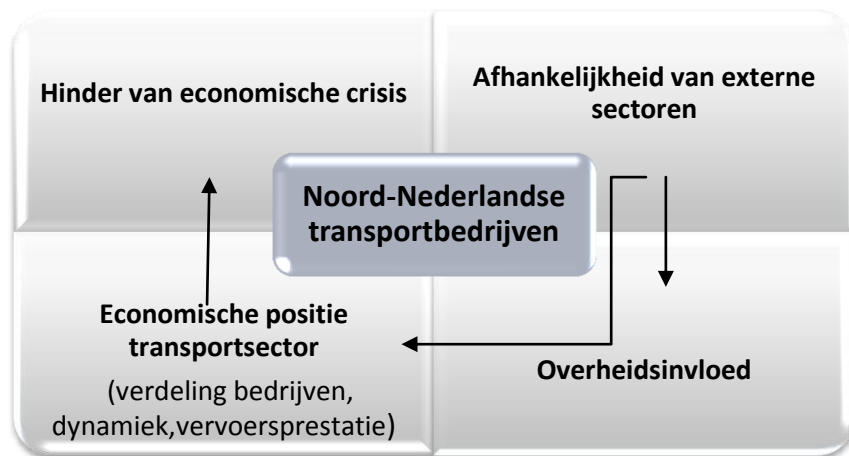 Hinder van economische crisis
Afhankelijkheid van externe
sectoren
Noord-Nederlandse
transportbedrijven
Economische positie
transportsector
(verdeling bedrijven,
dynamiek,vervoersprestatie)
Overheidsinvloed